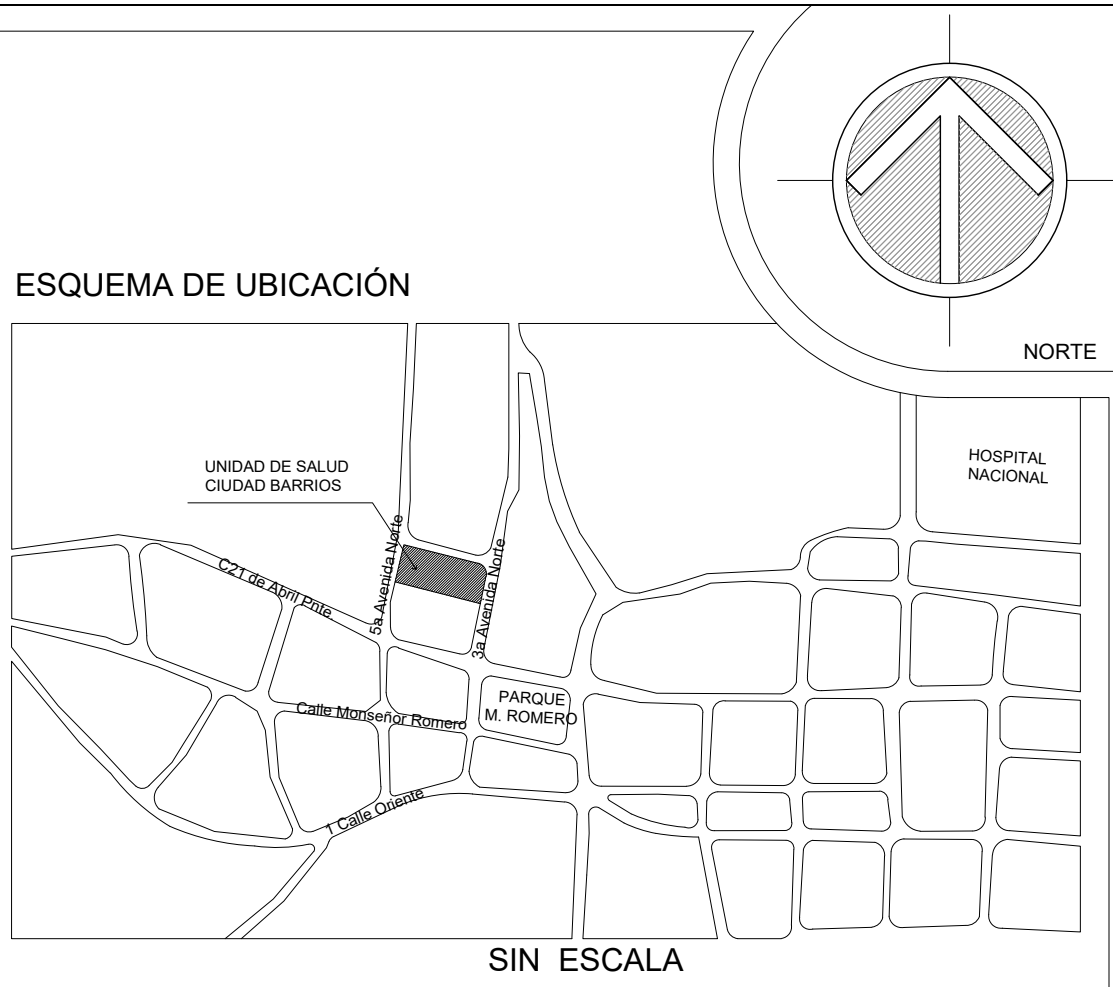 NORTE
ESQUEMA DE UBICACIÓN
UNIDAD DE SALUD
CIUDAD BARRIOS
HOSPITAL
NACIONAL
C21 de Abril Pnte
5a Avenida Norte
3a Avenida Norte
PARQUE
M. ROMERO
Calle Monseñor Romero
1 Calle Oriente
SIN ESCALA